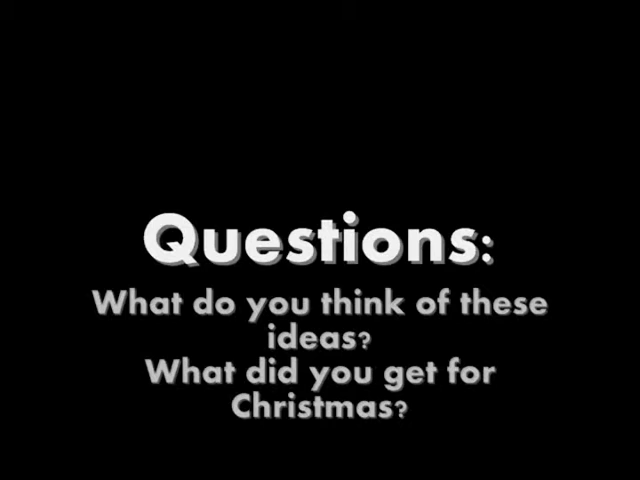 Questions:
What do you think of these
ideas?
What did you get for
Christmas?